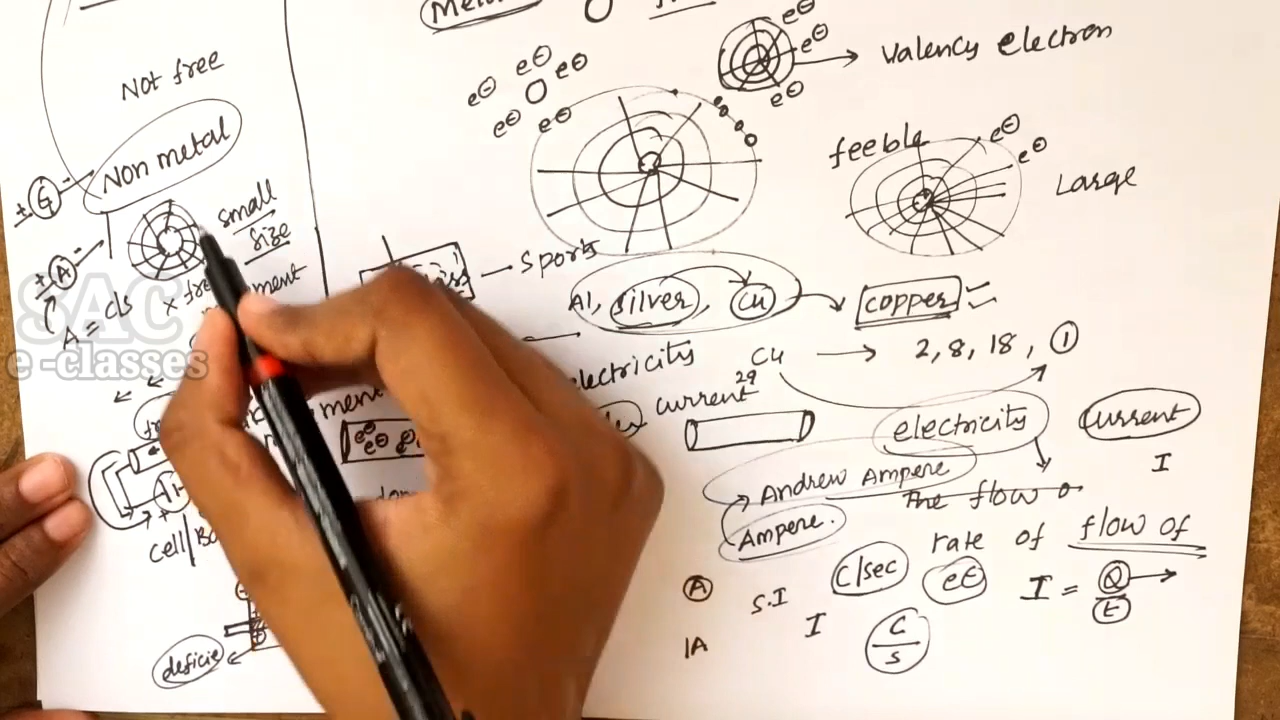 Not free
Non metal
± G -
± A -
small
size
A = c/s
x free
SAC
e -classes
cell/Ba
deficie
e⊖ e⊖ e⊖
e⊖ e⊖
e⊖
e⊖
e⊖
valency electron
feeble
e⊖
e⊖
Large
sports
Al, silver, Cu
copper
Cu → 2, 8, 18, 1
29
electricity
current
electricity
Current
I
Andrew Ampere
The flow o
Ampere.
rate of flow of
A
S.I
C/sec
e⊖
I = Q
t
I
C
s
1A